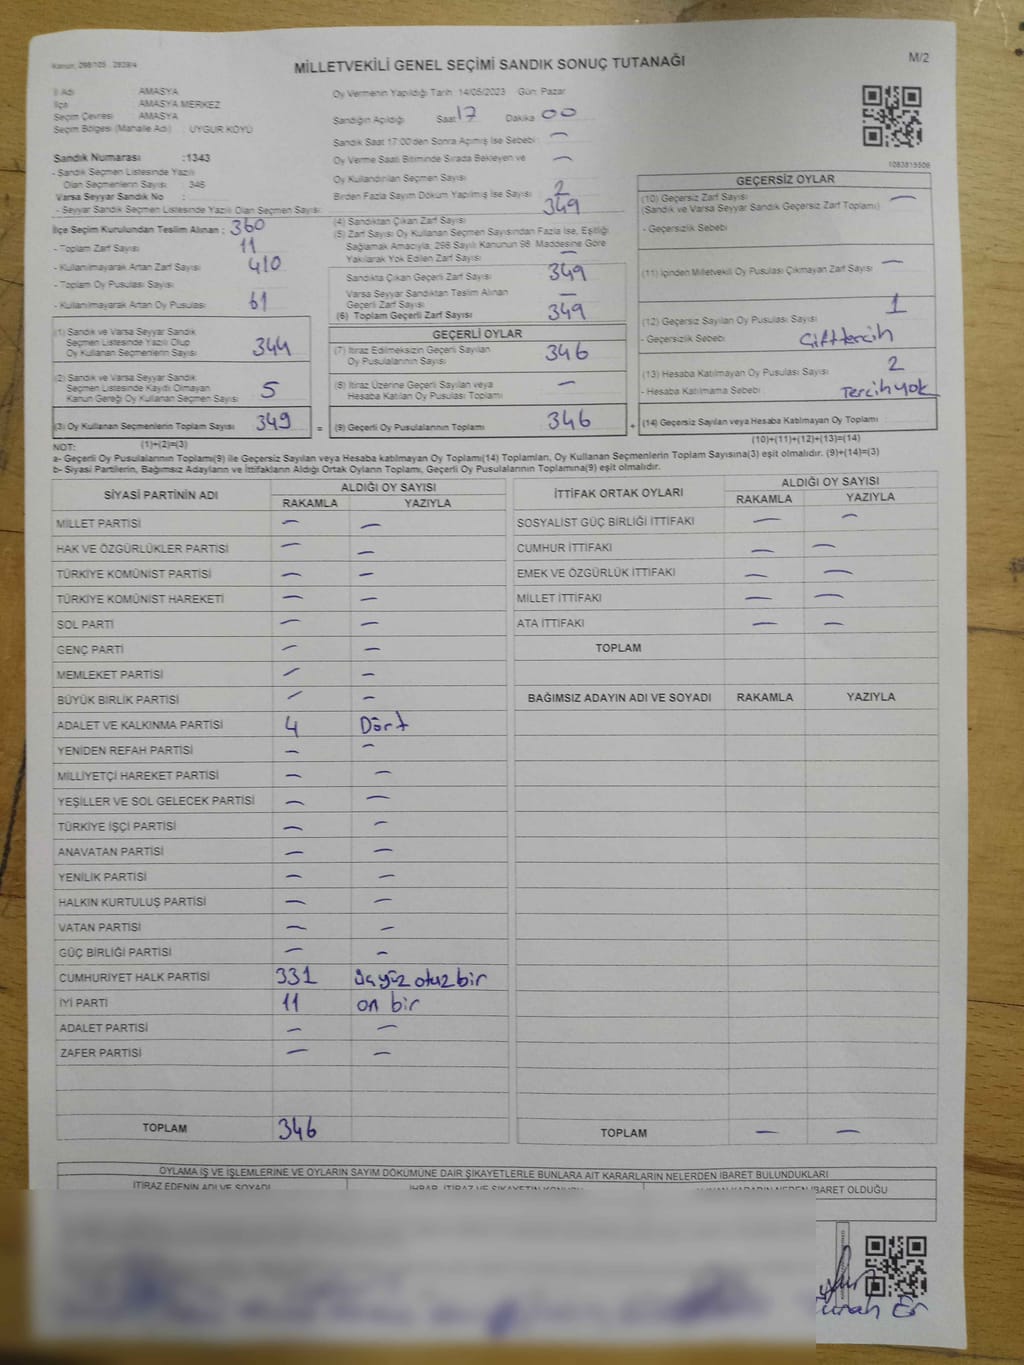 Kanun, 298/105 2839/4
MİLLETVEKİLİ GENEL SEÇİMİ SANDIK SONUÇ TUTANAĞI
M/2
İl Adı : AMASYA
İlçe : AMASYA MERKEZ
Seçim Çevresi : AMASYA
Seçim Bölgesi (Mahalle Adı) : UYGUR KÖYÜ
Sandık Numarası :1343
- Sandık Seçmen Listesinde Yazılı
Olan Seçmenlerin Sayısı : 346
Varsa Seyyar Sandık No :
- Seyyar Sandık Seçmen Listesinde Yazılı Olan Seçmen Sayısı:
İlçe Seçim Kurulundan Teslim Alınan : 360
- Toplam Zarf Sayısı
11
- Kullanılmayarak Artan Zarf Sayısı 410
- Toplam Oy Pusulası Sayısı
- Kullanılmayarak Artan Oy Pusulası 61
(1) Sandık ve Varsa Seyyar Sandık
Seçmen Listesinde Yazılı Olup
Oy Kullanan Seçmenlerin Sayısı 344
(2) Sandık ve Varsa Seyyar Sandık
Seçmen Listesinde Kaydı Olmayan
Kanun Gereği Oy Kullanan Seçmen Sayısı 5
(3) Oy Kullanan Seçmenlerin Toplam Sayısı 349 =
Oy Vermenin Yapıldığı Tarih: 14/05/2023 Gün: Pazar
Sandığın Açıldığı Saat 17 Dakika 00
Sandık Saat 17:00'den Sonra Açılmış İse Sebebi : —
Oy Verme Saati Bitiminde Sırada Bekleyen ve
Oy Kullandırılan Seçmen Sayısı —
Birden Fazla Sayım Döküm Yapılmış İse Sayısı 2
(4) Sandıktan Çıkan Zarf Sayısı 349
(5) Zarf Sayısı Oy Kullanan Seçmen Sayısından Fazla İse, Eşitliği
Sağlamak Amacıyla, 298 Sayılı Kanunun 98. Maddesine Göre
Yakılarak Yok Edilen Zarf Sayısı —
Sandıkta Çıkan Geçerli Zarf Sayısı 349
Varsa Seyyar Sandıktan Teslim Alınan
Geçerli Zarf Sayısı —
(6) Toplam Geçerli Zarf Sayısı 349
GEÇERLİ OYLAR
(7) İtiraz Edilmeksizin Geçerli Sayılan
Oy Pusulalarının Sayısı 346
(8) İtiraz Üzerine Geçerli Sayılan veya
Hesaba Katılan Oy Pusulası Toplamı —
(9) Geçerli Oy Pusulalarının Toplamı 346 +
1083815506
GEÇERSİZ OYLAR
(10) Geçersiz Zarf Sayısı
(Sandık ve Varsa Seyyar Sandık Geçersiz Zarf Toplamı) —
- Geçersizlik Sebebi :
(11) İçinden Milletvekili Oy Pusulası Çıkmayan Zarf Sayısı : —
(12) Geçersiz Sayılan Oy Pusulası Sayısı 1
- Geçersizlik Sebebi : Çift tercih
(13) Hesaba Katılmayan Oy Pusulası Sayısı 2
- Hesaba Katılmama Sebebi : Tercih yok
(14) Geçersiz Sayılan veya Hesaba Katılmayan Oy Toplamı
NOT: (1)+(2)=(3)
(10)+(11)+(12)+(13)=(14)
a- Geçerli Oy Pusulalarının Toplamı(9) ile Geçersiz Sayılan veya Hesaba katılmayan Oy Toplamı(14) Toplamları, Oy Kullanan Seçmenlerin Toplam Sayısına(3) eşit olmalıdır. (9)+(14)=(3)
b- Siyasi Partilerin, Bağımsız Adayların ve İttifakların Aldığı Ortak Oyların Toplamı, Geçerli Oy Pusulalarının Toplamına(9) eşit olmalıdır.
SİYASİ PARTİNİN ADI ALDIĞI OY SAYISI
RAKAMLA YAZIYLA
MİLLET PARTİSİ — —
HAK VE ÖZGÜRLÜKLER PARTİSİ — —
TÜRKİYE KOMÜNİST PARTİSİ — —
TÜRKİYE KOMÜNİST HAREKETİ — —
SOL PARTİ — —
GENÇ PARTİ — —
MEMLEKET PARTİSİ — —
BÜYÜK BİRLİK PARTİSİ — —
ADALET VE KALKINMA PARTİSİ 4 Dört
YENİDEN REFAH PARTİSİ — —
MİLLİYETÇİ HAREKET PARTİSİ — —
YEŞİLLER VE SOL GELECEK PARTİSİ — —
TÜRKİYE İŞÇİ PARTİSİ — —
ANAVATAN PARTİSİ — —
YENİLİK PARTİSİ — —
HALKIN KURTULUŞ PARTİSİ — —
VATAN PARTİSİ — —
GÜÇ BİRLİĞİ PARTİSİ — —
CUMHURİYET HALK PARTİSİ 331 üçyüz otuz bir
İYİ PARTİ 11 on bir
ADALET PARTİSİ — —
ZAFER PARTİSİ — —
TOPLAM 346
İTTİFAK ORTAK OYLARI ALDIĞI OY SAYISI
RAKAMLA YAZIYLA
SOSYALİST GÜÇ BİRLİĞİ İTTİFAKI — —
CUMHUR İTTİFAKI — —
EMEK VE ÖZGÜRLÜK İTTİFAKI — —
MİLLET İTTİFAKI — —
ATA İTTİFAKI — —
TOPLAM
BAĞIMSIZ ADAYIN ADI VE SOYADI RAKAMLA YAZIYLA
TOPLAM — —
OYLAMA İŞ VE İŞLEMLERİNE VE OYLARIN SAYIM DÖKÜMÜNE DAİR ŞİKAYETLERLE BUNLARA AİT KARARLARIN NELERDEN İBARET BULUNDUKLARI
İTİRAZ EDENİN ADI VE SOYADI İHBAR, İTİRAZ VE ŞİKAYETİN KONUSU İBARET OLDUĞU
Er